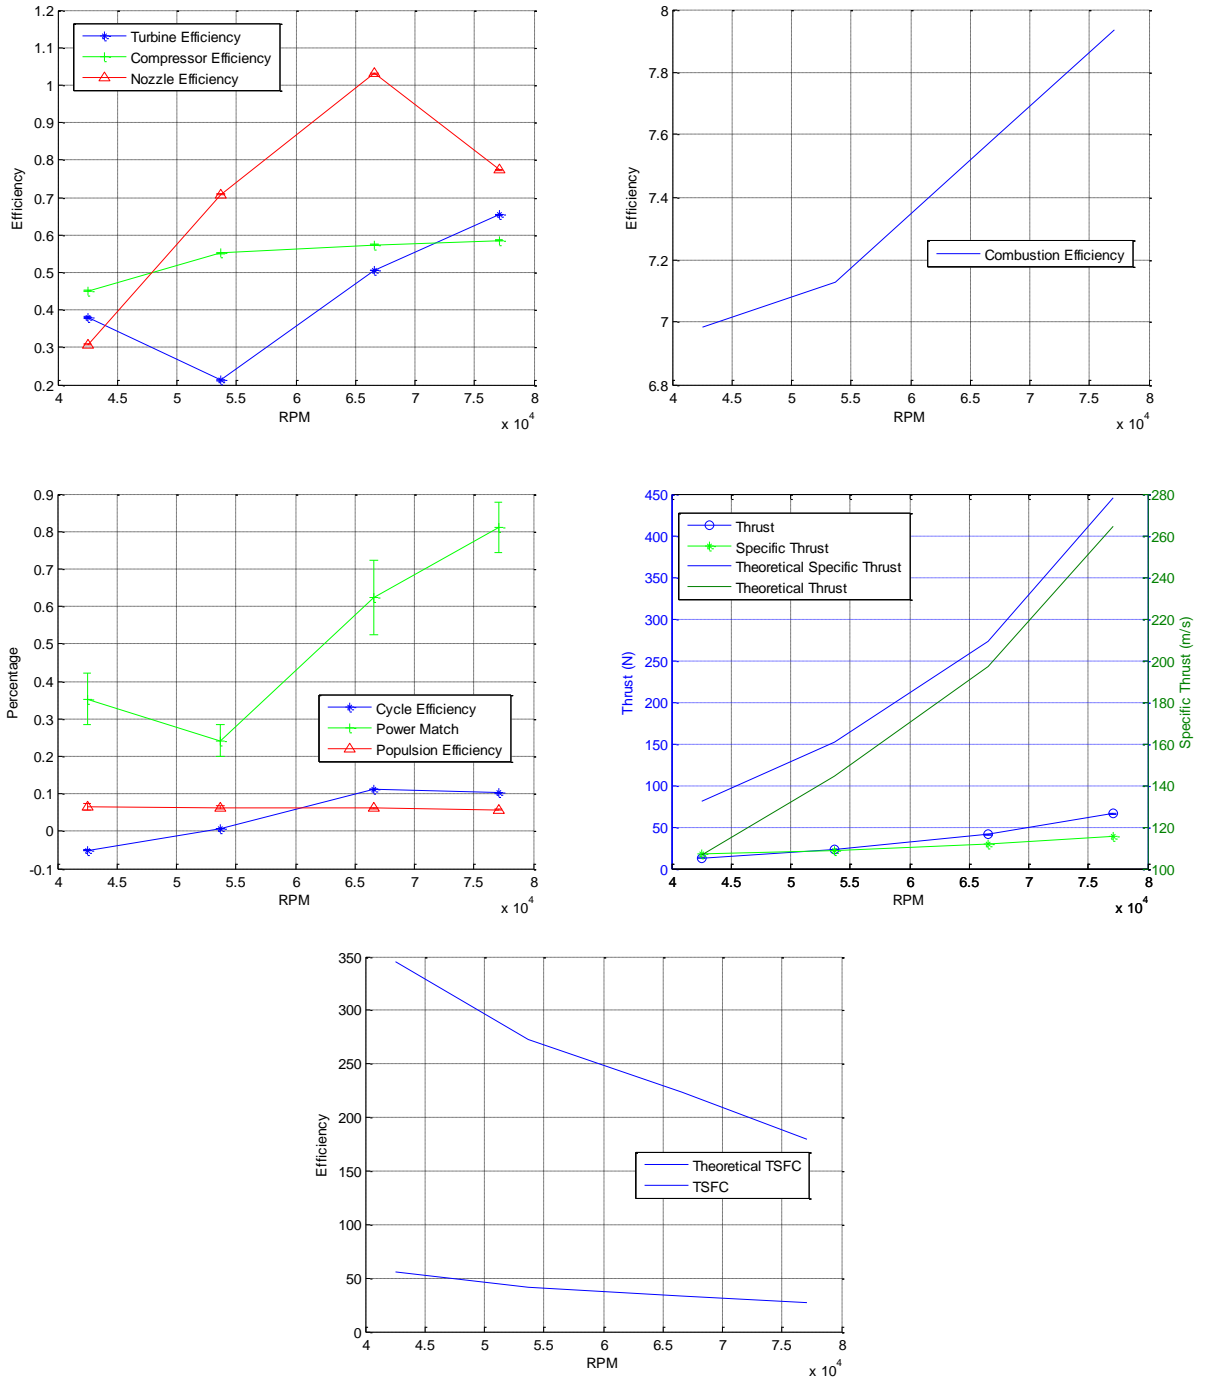 1.2
1.1
1
0.9
0.8
0.7
0.6
0.5
0.4
0.3
0.2
Efficiency
Turbine Efficiency
Compressor Efficiency
Nozzle Efficiency
4 4.5 5 5.5 6 6.5 7 7.5 8
RPM
x 10^4
8
7.8
7.6
7.4
7.2
7
6.8
Efficiency
Combustion Efficiency
4 4.5 5 5.5 6 6.5 7 7.5 8
RPM
x 10^4
0.9
0.8
0.7
0.6
0.5
0.4
0.3
0.2
0.1
0
-0.1
Percentage
Cycle Efficiency
Power Match
Populsion Efficiency
4 4.5 5 5.5 6 6.5 7 7.5 8
RPM
x 10^4
450
400
350
300
250
200
150
100
50
0
Thrust (N)
Thrust
Specific Thrust
Theoretical Specific Thrust
Theoretical Thrust
280
260
240
220
200
180
160
140
120
100
Specific Thrust (m/s)
4 4.5 5 5.5 6 6.5 7 7.5 8
RPM
x 10^4
350
300
250
200
150
100
50
0
Efficiency
Theoretical TSFC
TSFC
4 4.5 5 5.5 6 6.5 7 7.5 8
RPM
x 10^4